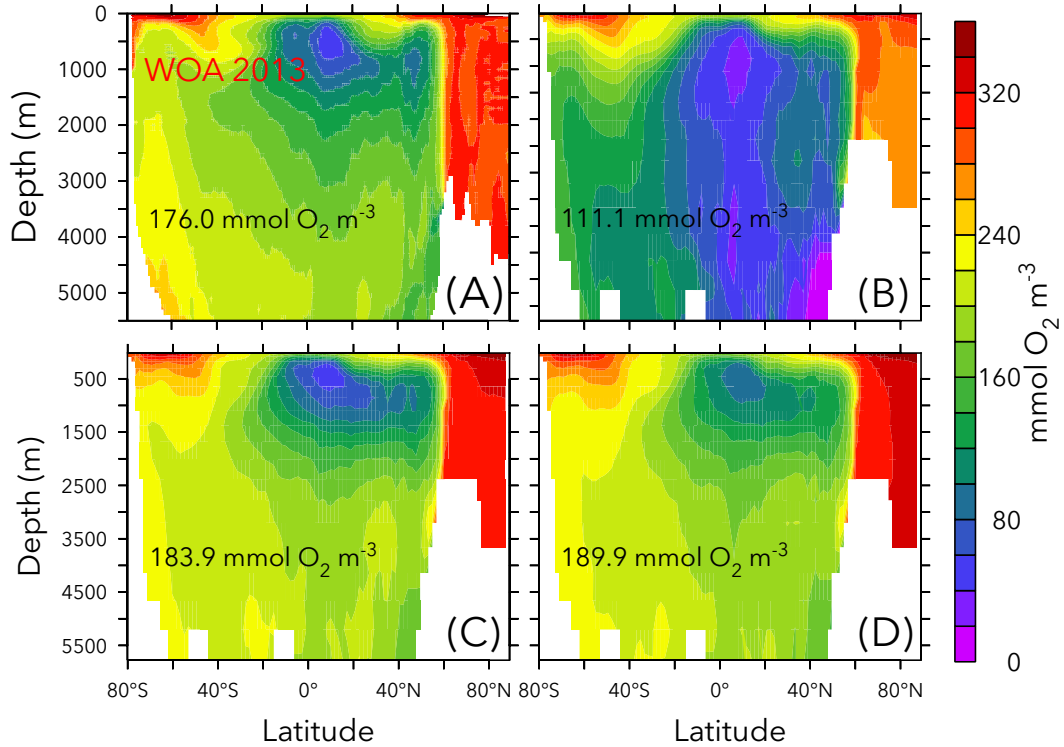 0
1000
2000
3000
4000
5000
Depth (m)
WOA 2013
176.0 mmol O₂ m⁻³
(A)
111.1 mmol O₂ m⁻³
(B)
500
1500
2500
3500
4500
5500
Depth (m)
183.9 mmol O₂ m⁻³
(C)
189.9 mmol O₂ m⁻³
(D)
80°S 40°S 0° 40°N 80°N
Latitude
80°S 40°S 0° 40°N 80°N
Latitude
320
240
160
80
0
mmol O₂ m⁻³